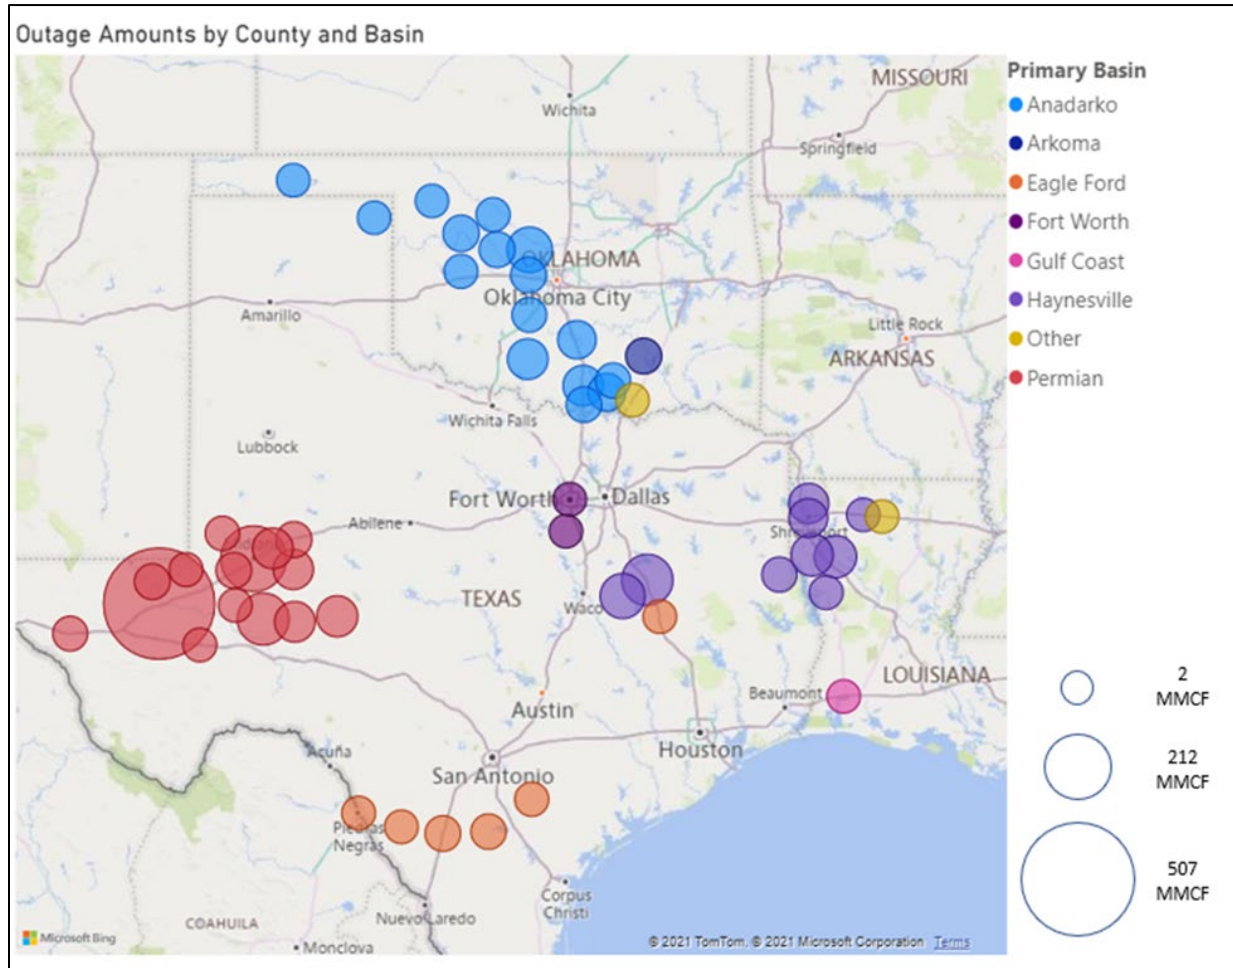 Outage Amounts by County and Basin
MISSOURI
Wichita
Springfield
OKLAHOMA
Oklahoma City
Amarillo
Little Rock
ARKANSAS
Wichita Falls
Lubbock
Fort Worth
Dallas
Abilene
TEXAS
Waco
LOUISIANA
Beaumont
Austin
Houston
Acuña
San Antonio
Piedras
Negras
Corpus
Christi
Nuevo Laredo
COAHUILA
Monclova
Microsoft Bing
© 2021 TomTom, © 2021 Microsoft Corporation Terms
Primary Basin
Anadarko
Arkoma
Eagle Ford
Fort Worth
Gulf Coast
Haynesville
Other
Permian
2
MMCF
212
MMCF
507
MMCF